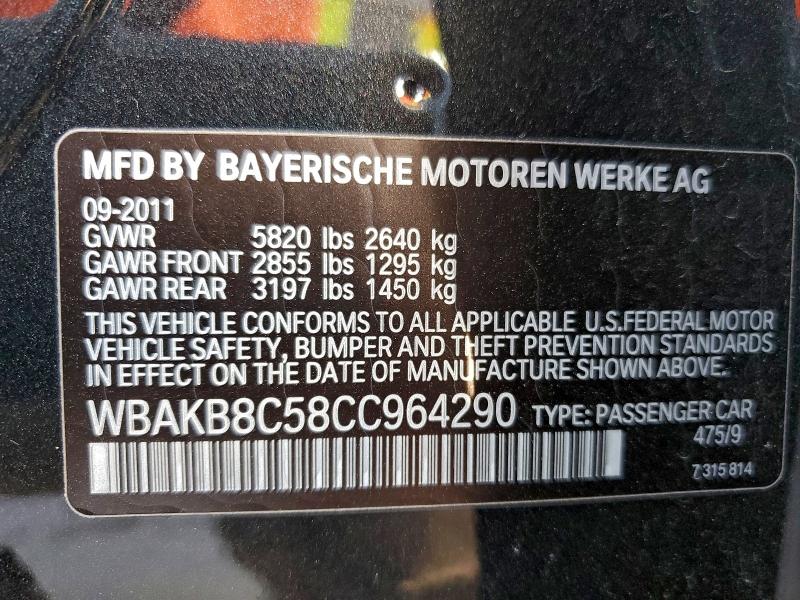 MFD BY BAYERISCHE MOTOREN WERKE AG
09-2011
GVWR 5820 lbs 2640 kg
GAWR FRONT 2855 lbs 1295 kg
GAWR REAR 3197 lbs 1450 kg
THIS VEHICLE CONFORMS TO ALL APPLICABLE U.S.FEDERAL MOTOR
VEHICLE SAFETY, BUMPER AND THEFT PREVENTION STANDARDS
IN EFFECT ON THE DATE OF MANUFACTURE SHOWN ABOVE.
WBAKB8C58CC964290 TYPE: PASSENGER CAR
475/9
7 315 814